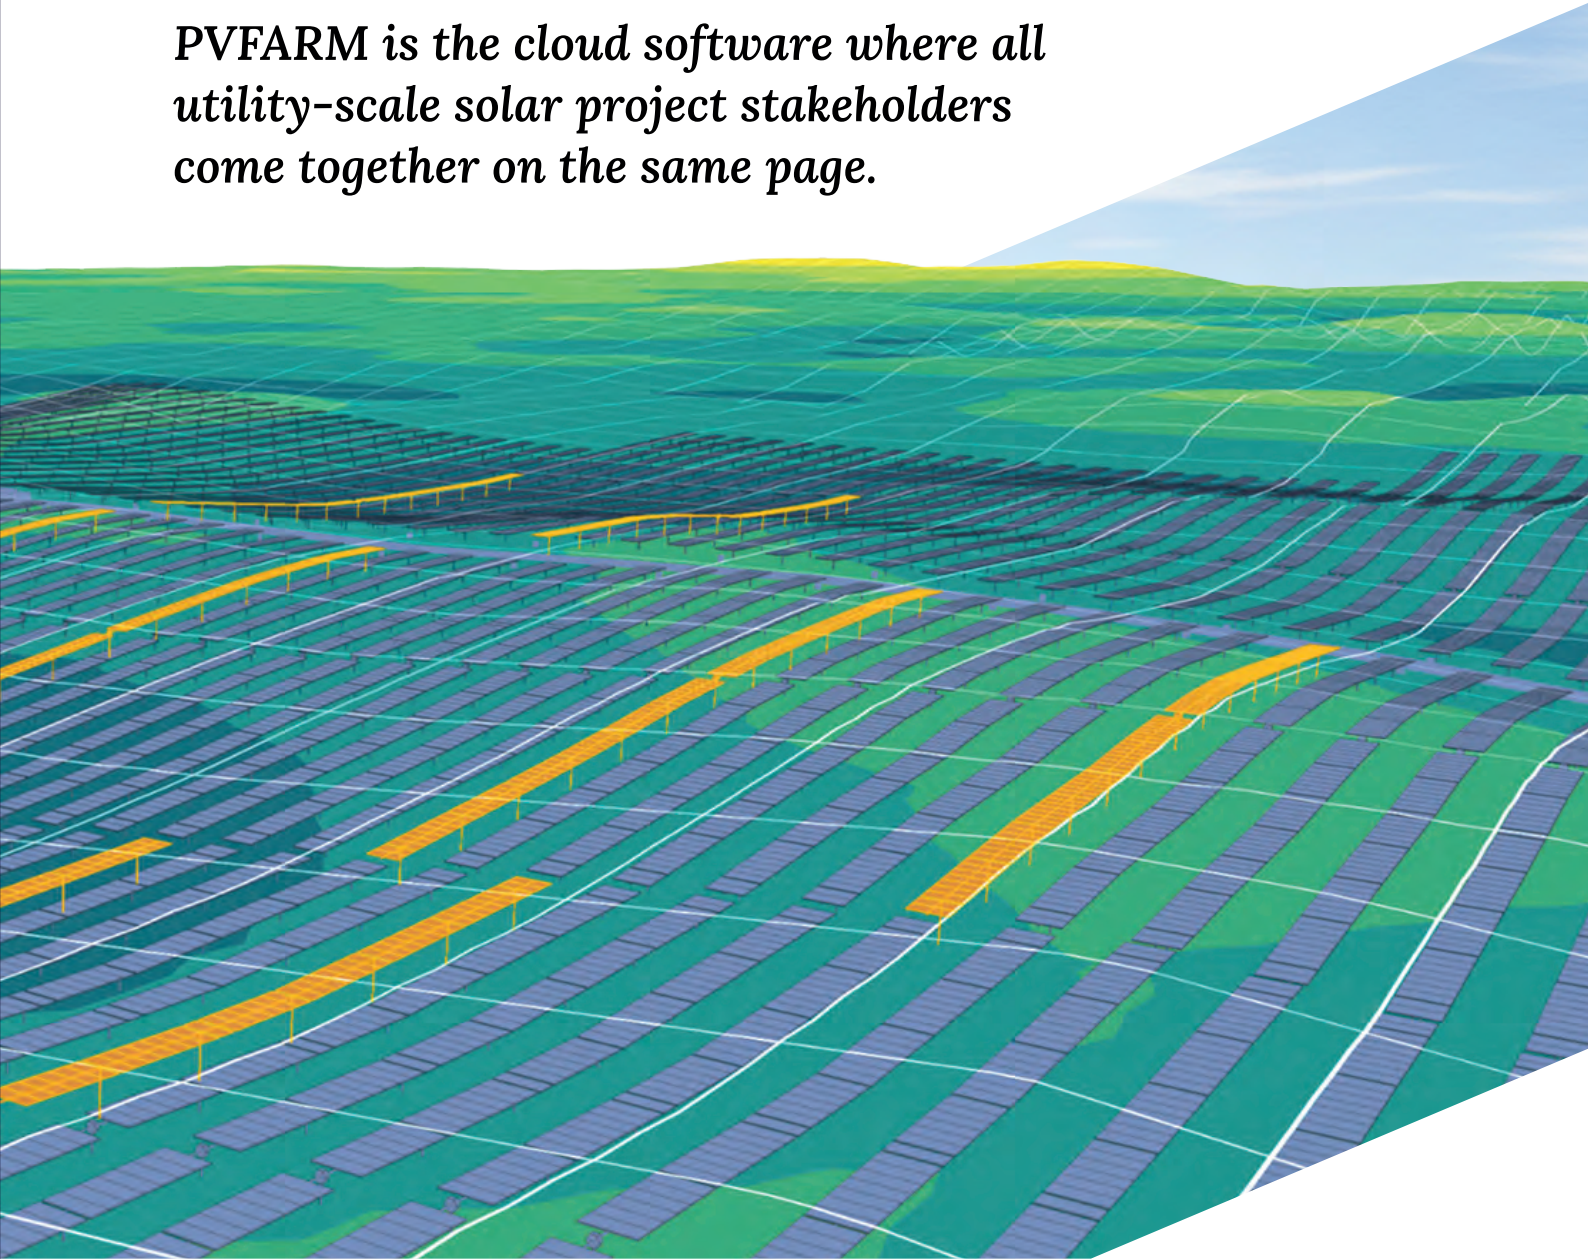 PVFARM is the cloud software where all
utility-scale solar project stakeholders
come together on the same page.